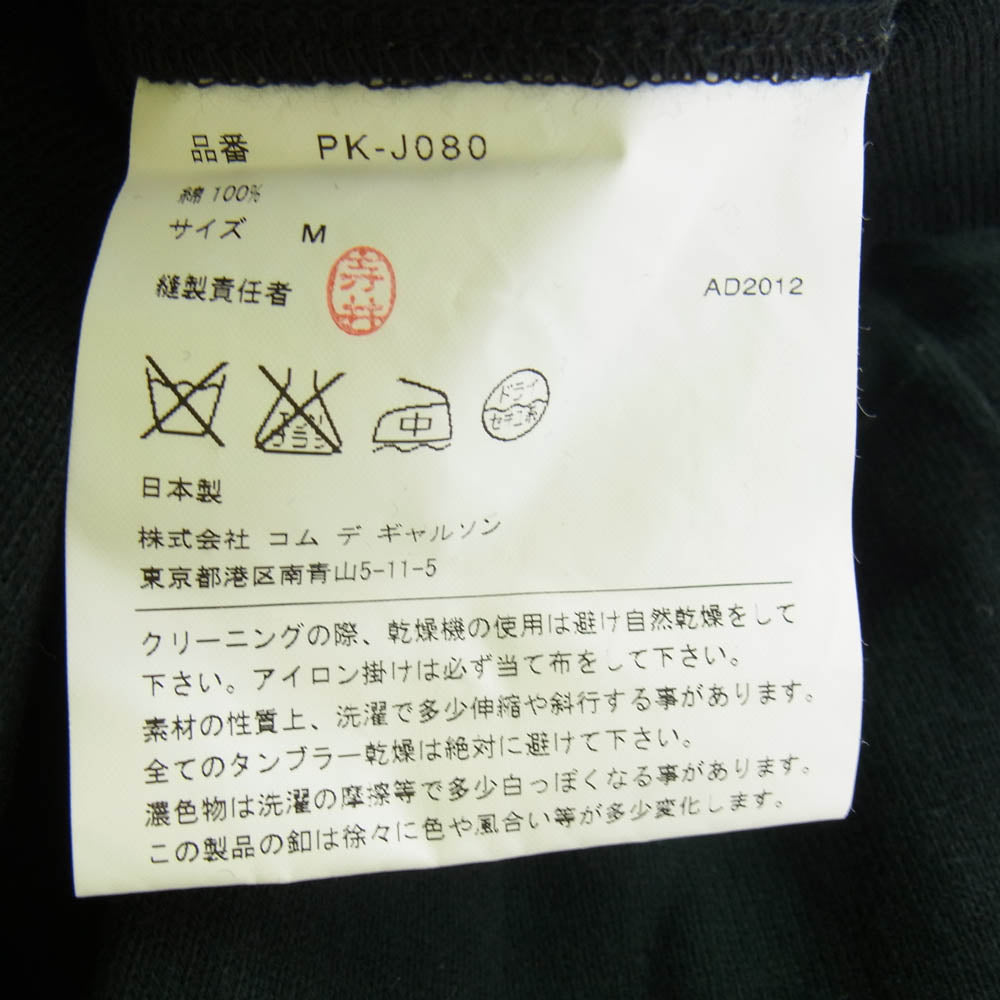 品番 PK-J080
綿 100%
サイズ M
縫製責任者
AD2012
中
ドライ
セキユ系
日本製
株式会社 コム デ ギャルソン
東京都港区南青山5-11-5
クリーニングの際、乾燥機の使用は避け自然乾燥をして
下さい。アイロン掛けは必ず当て布をして下さい。
素材の性質上、洗濯で多少伸縮や斜行する事があります。
全てのタンブラー乾燥は絶対に避けて下さい。
濃色物は洗濯の摩擦等で多少白っぽくなる事があります。
この製品の釦は徐々に色や風合い等が多少変化します。